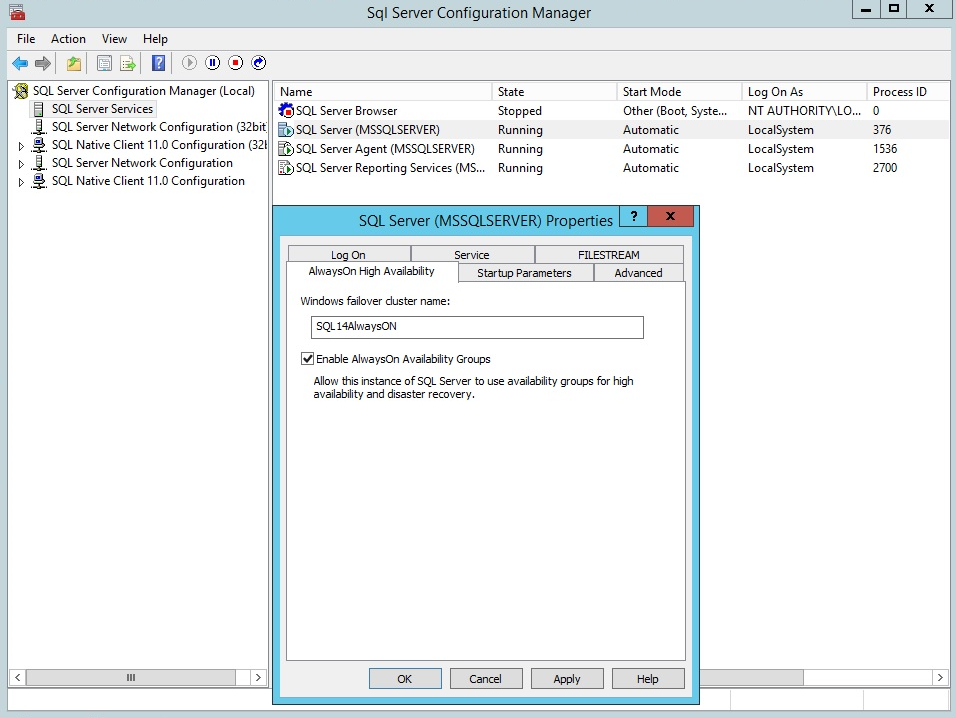 Sql Server Configuration Manager
File Action View Help
SQL Server Configuration Manager (Local)
SQL Server Services
SQL Server Network Configuration (32bit
SQL Native Client 11.0 Configuration (32b
SQL Server Network Configuration
SQL Native Client 11.0 Configuration
Name State Start Mode Log On As Process ID
SQL Server Browser Stopped Other (Boot, Syste... NT AUTHORITY\LO... 0
SQL Server (MSSQLSERVER) Running Automatic LocalSystem 376
SQL Server Agent (MSSQLSERVER) Running Automatic LocalSystem 1536
SQL Server Reporting Services (MS... Running Automatic LocalSystem 2700
SQL Server (MSSQLSERVER) Properties ? x
Log On Service FILESTREAM
AlwaysOn High Availability Startup Parameters Advanced
Windows failover cluster name:
SQL14AlwaysON
Enable AlwaysOn Availability Groups
Allow this instance of SQL Server to use availability groups for high
availability and disaster recovery.
OK Cancel Apply Help